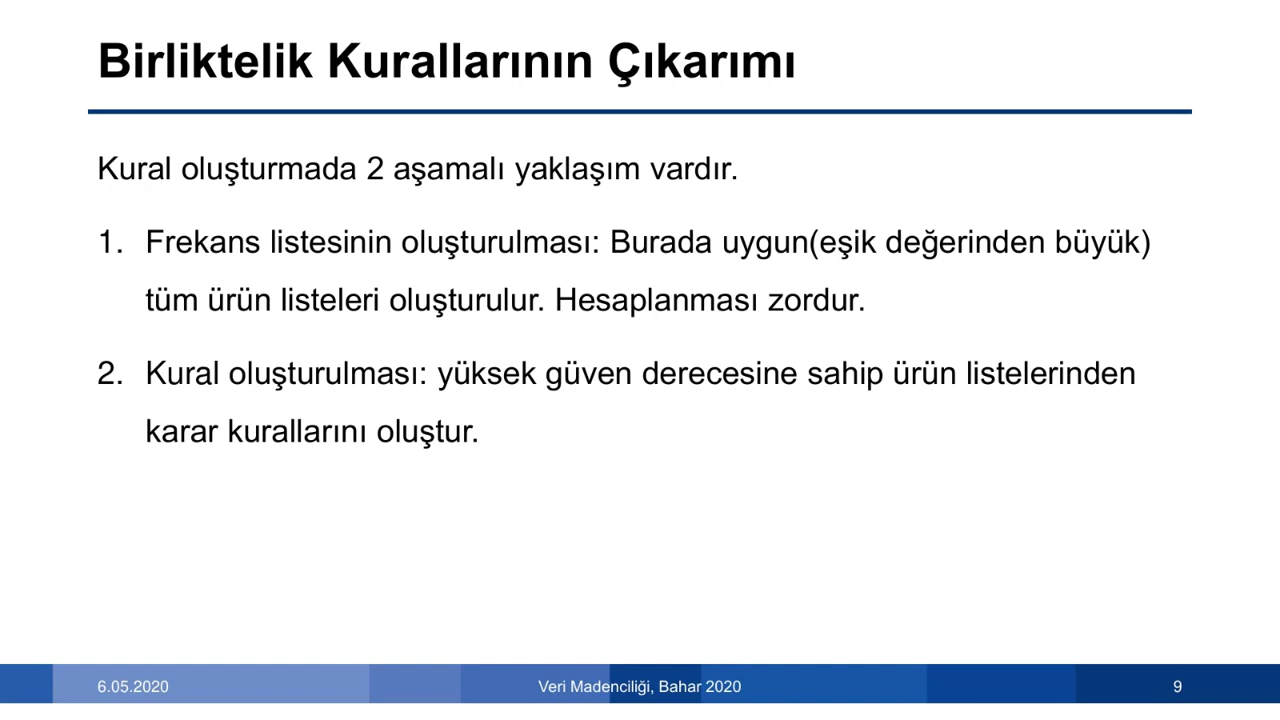 Birliktelik Kurallarının Çıkarımı
Kural oluşturmada 2 aşamalı yaklaşım vardır.
1. Frekans listesinin oluşturulması: Burada uygun(eşik değerinden büyük)
tüm ürün listeleri oluşturulur. Hesaplanması zordur.
2. Kural oluşturulması: yüksek güven derecesine sahip ürün listelerinden
karar kurallarını oluştur.
6.05.2020 Veri Madenciliği, Bahar 2020 9